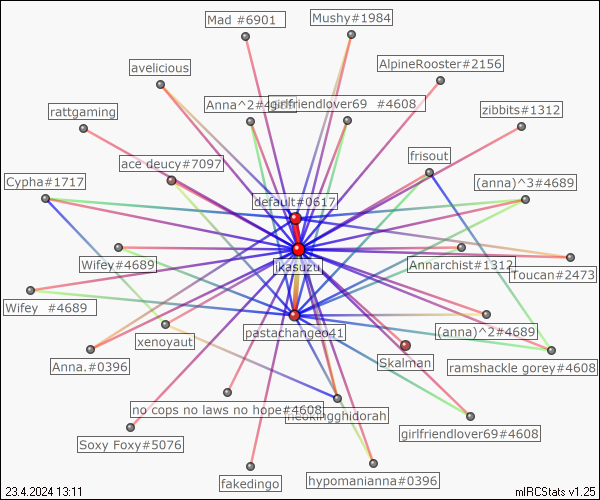 Mad #6901
Mushy#1984
avelicious
AlpineRooster#2156
rattgaming
Anna^2#4689
girlfriendlover69 #4608
zibbits#1312
ace deucy#7097
frisout
Cypha#1717
(anna)^3#4689
default#0617
jkasuzu
Wifey#4689
Annarchist#1312
Toucan#2473
Wifey #4689
xenoyaut
pastachangeo41
(anna)^2#4689
Anna.#0396
Skalman
ramshackle gorey#4608
no cops no laws no hope#4608
neokingghidorah
Soxy Foxy#5076
girlfriendlover69#4608
fakedingo
hypomanianna#0396
23.4.2024 13:11
mIRCStats v1.25